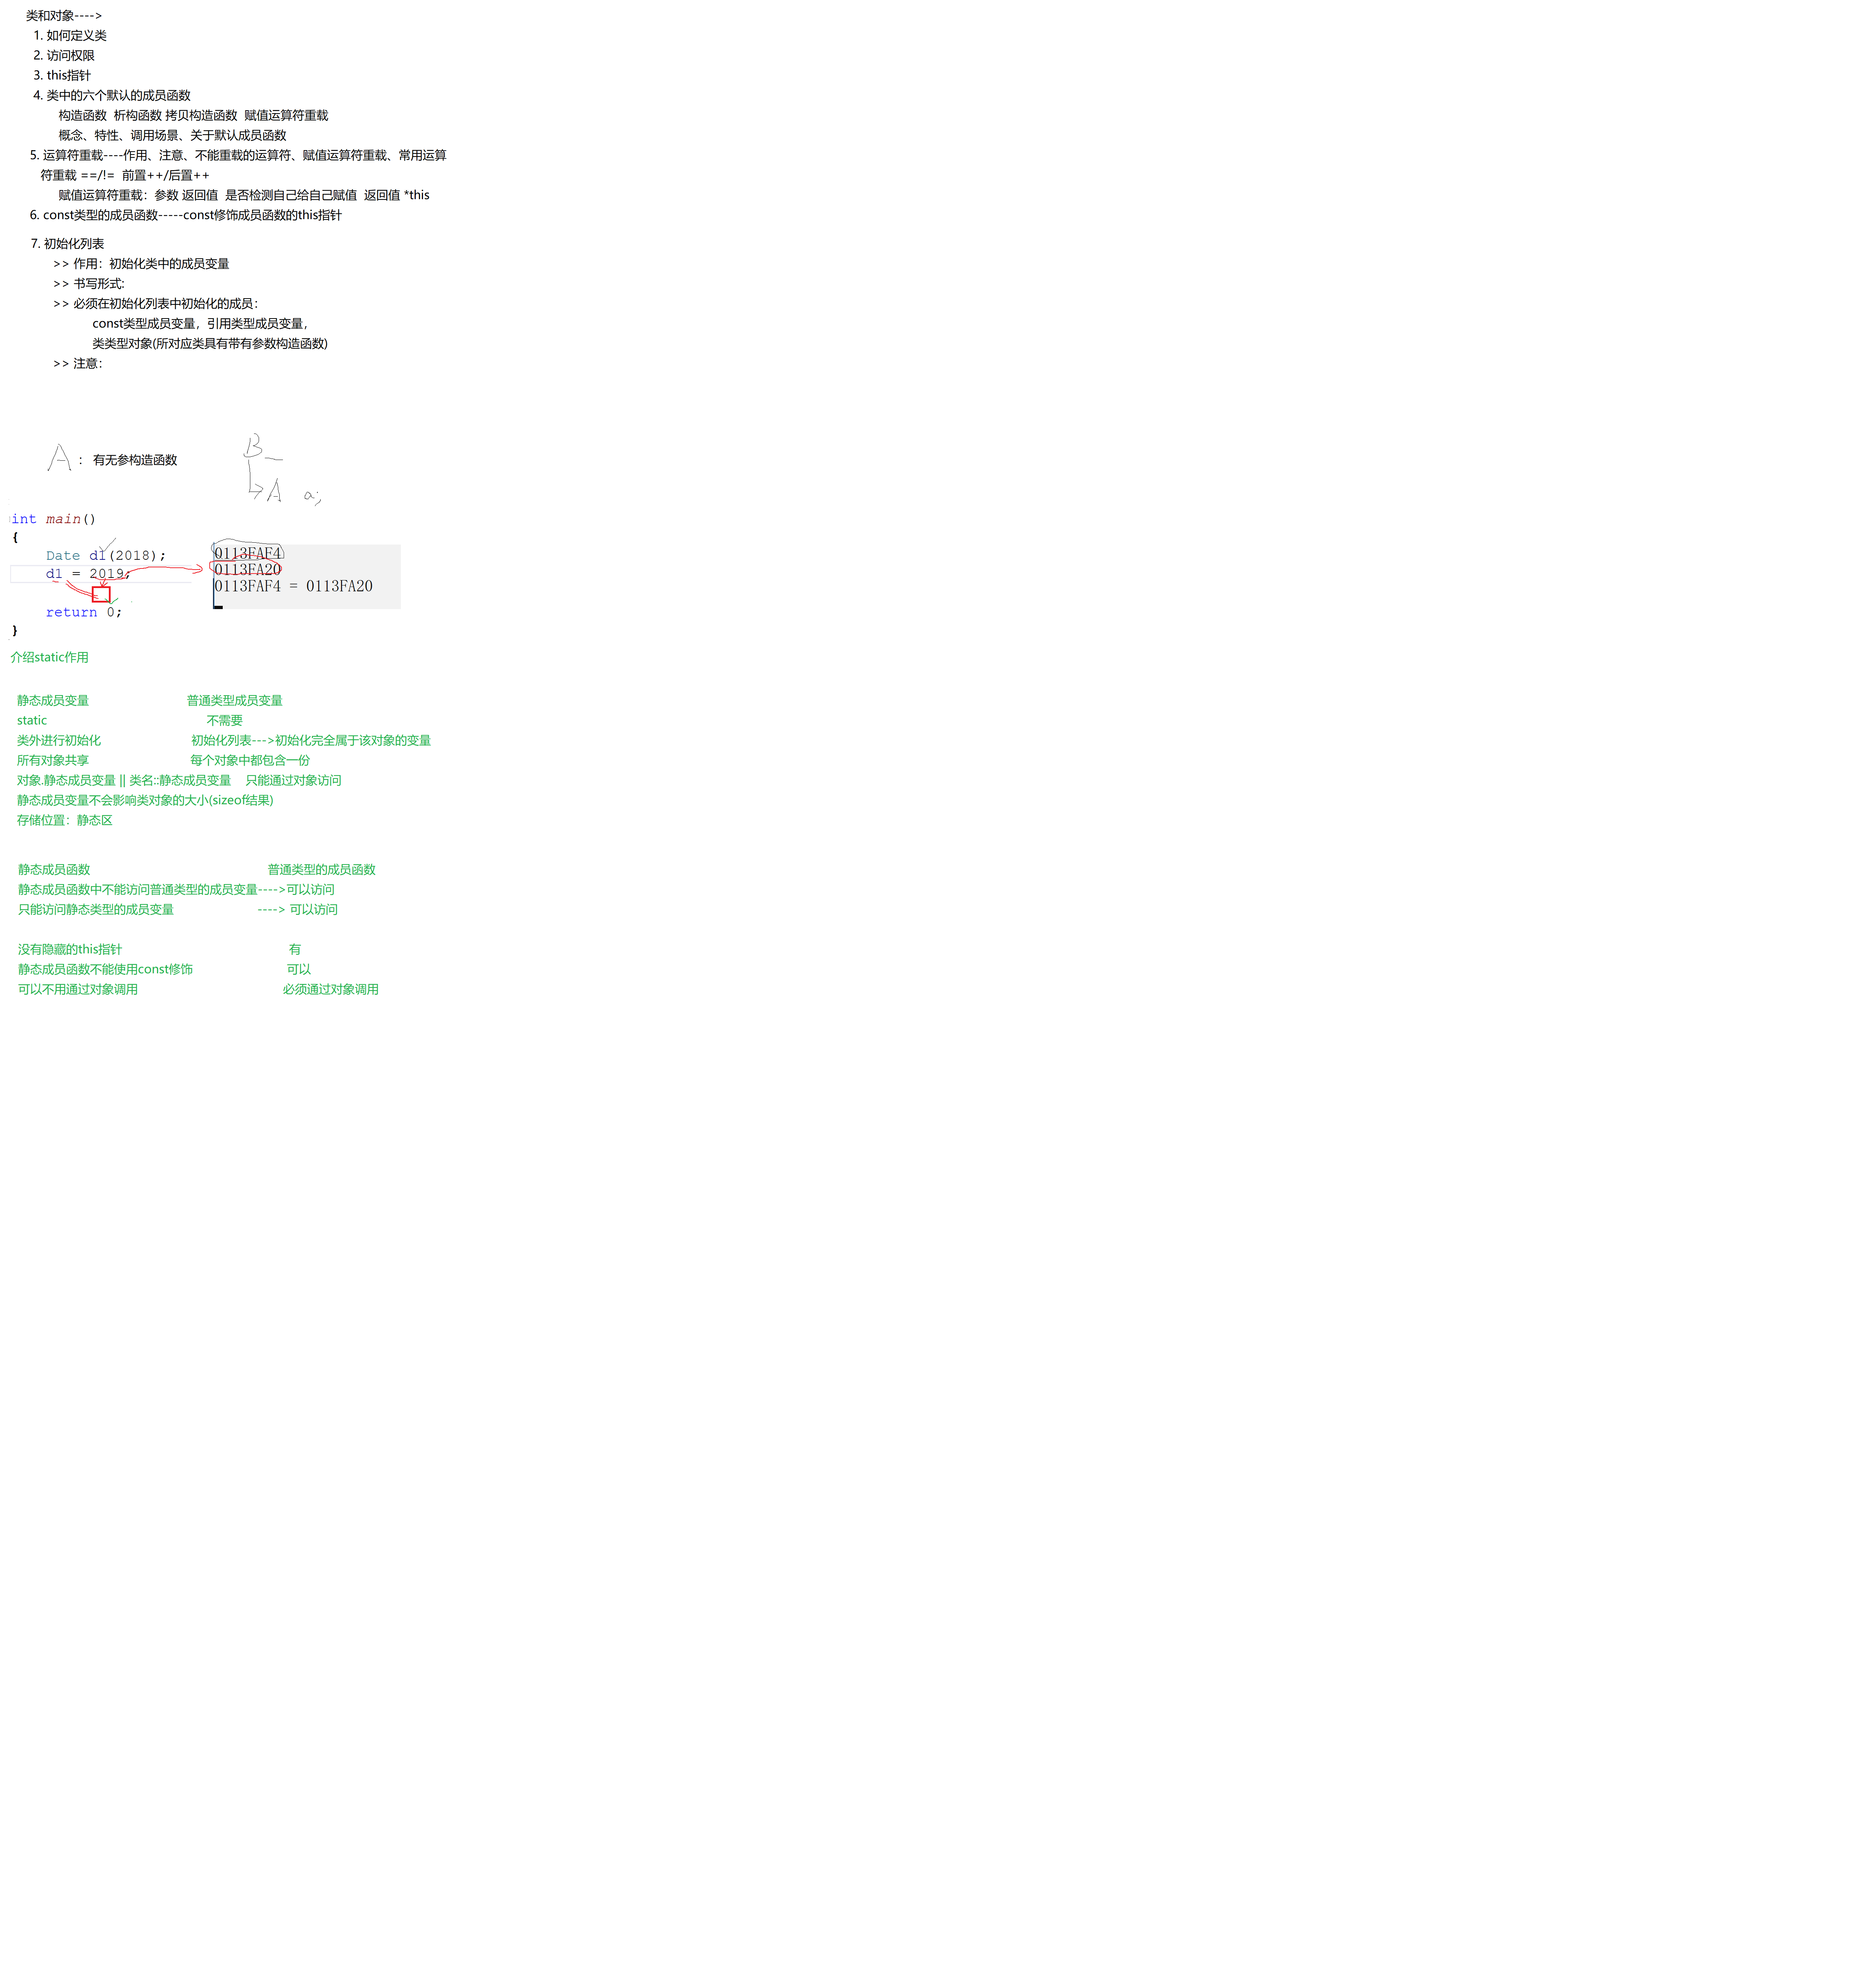 类和对象---->
1. 如何定义类
2. 访问权限
3. this指针
4. 类中的六个默认的成员函数
构造函数  析构函数 拷贝构造函数  赋值运算符重载
概念、特性、调用场景、关于默认成员函数
5. 运算符重载----作用、注意、不能重载的运算符、赋值运算符重载、常用运算
符重载 ==/!=  前置++/后置++
赋值运算符重载：参数 返回值  是否检测自己给自己赋值  返回值 *this
6. const类型的成员函数-----const修饰成员函数的this指针
7. 初始化列表
>> 作用：初始化类中的成员变量
>> 书写形式:
>> 必须在初始化列表中初始化的成员：
const类型成员变量，引用类型成员变量，
类类型对象(所对应类具有带有参数构造函数)
>> 注意：
A ： 有无参构造函数
B
A a;
int main()
{
Date d1(2018);
d1 = 2019;
return 0;
}
0113FAF4
0113FA20
0113FAF4 = 0113FA20
介绍static作用
静态成员变量 普通类型成员变量
static 不需要
类外进行初始化 初始化列表--->初始化完全属于该对象的变量
所有对象共享 每个对象中都包含一份
对象.静态成员变量 || 类名::静态成员变量 只能通过对象访问
静态成员变量不会影响类对象的大小(sizeof结果)
存储位置：静态区
静态成员函数 普通类型的成员函数
静态成员函数中不能访问普通类型的成员变量---->可以访问
只能访问静态类型的成员变量 ----> 可以访问
没有隐藏的this指针 有
静态成员函数不能使用const修饰 可以
可以不用通过对象调用 必须通过对象调用